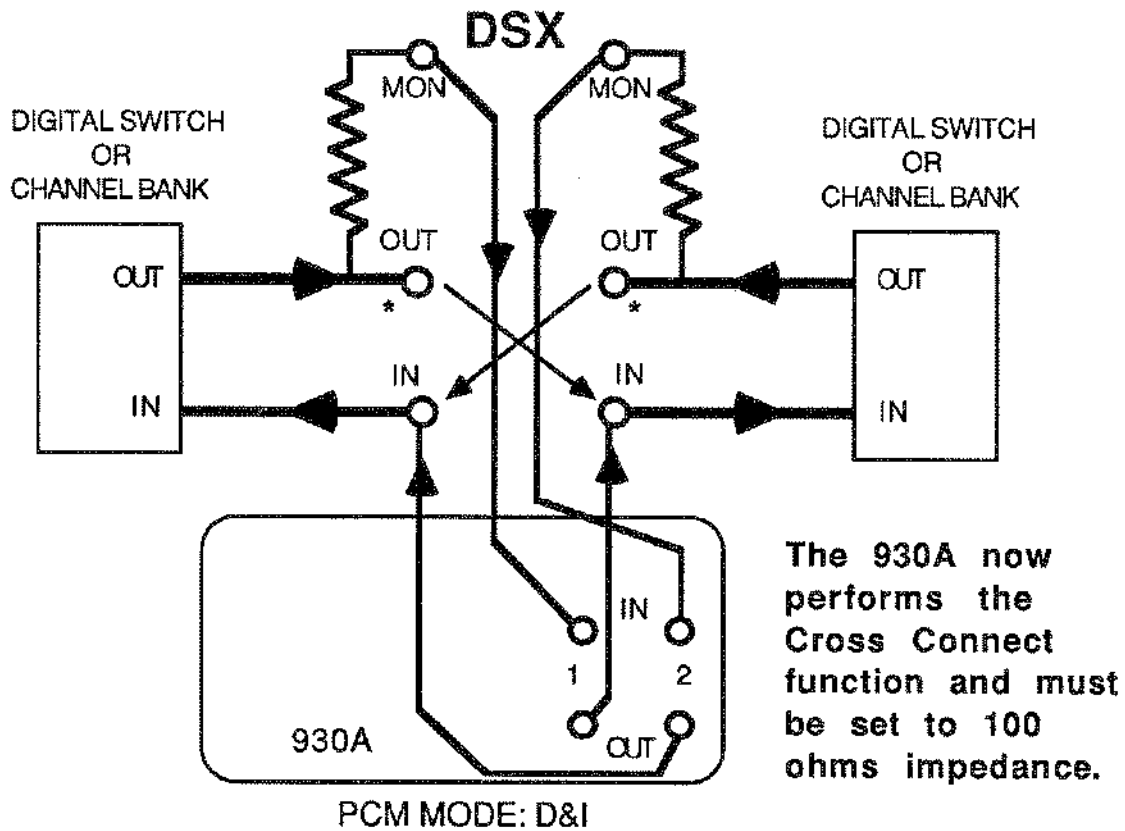 DSX
MON
MON
DIGITAL SWITCH
OR
CHANNEL BANK
DIGITAL SWITCH
OR
CHANNEL BANK
OUT
OUT
*
OUT
*
OUT
IN
IN
IN
IN
The 930A now
performs the
Cross Connect
function and must
be set to 100
ohms impedance.
IN
1
2
930A
OUT
PCM MODE: D&I